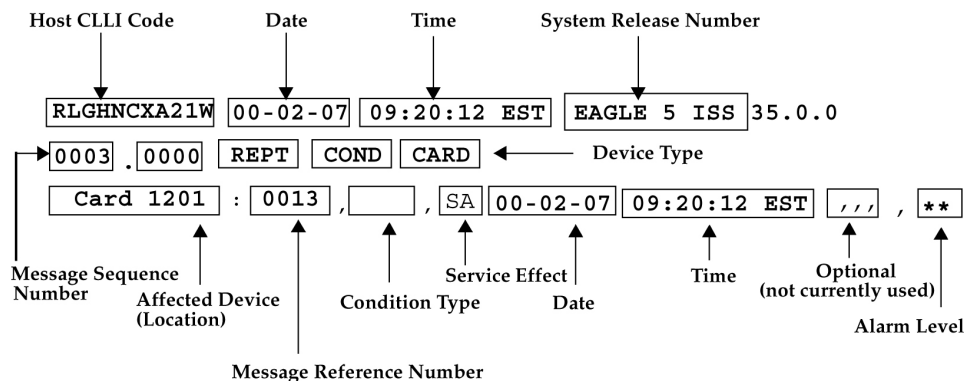 Host CLLI Code Date Time System Release Number
RLGHNCXA21W 00-02-07 09:20:12 EST EAGLE 5 ISS 35.0.0
0003 . 0000 REPT COND CARD Device Type
Card 1201 : 0013 , , SA 00-02-07 09:20:12 EST ,,, , **
Message Sequence
Number
Affected Device
(Location)
Message Reference Number
Condition Type
Service Effect
Date
Time
Optional
(not currently used)
Alarm Level